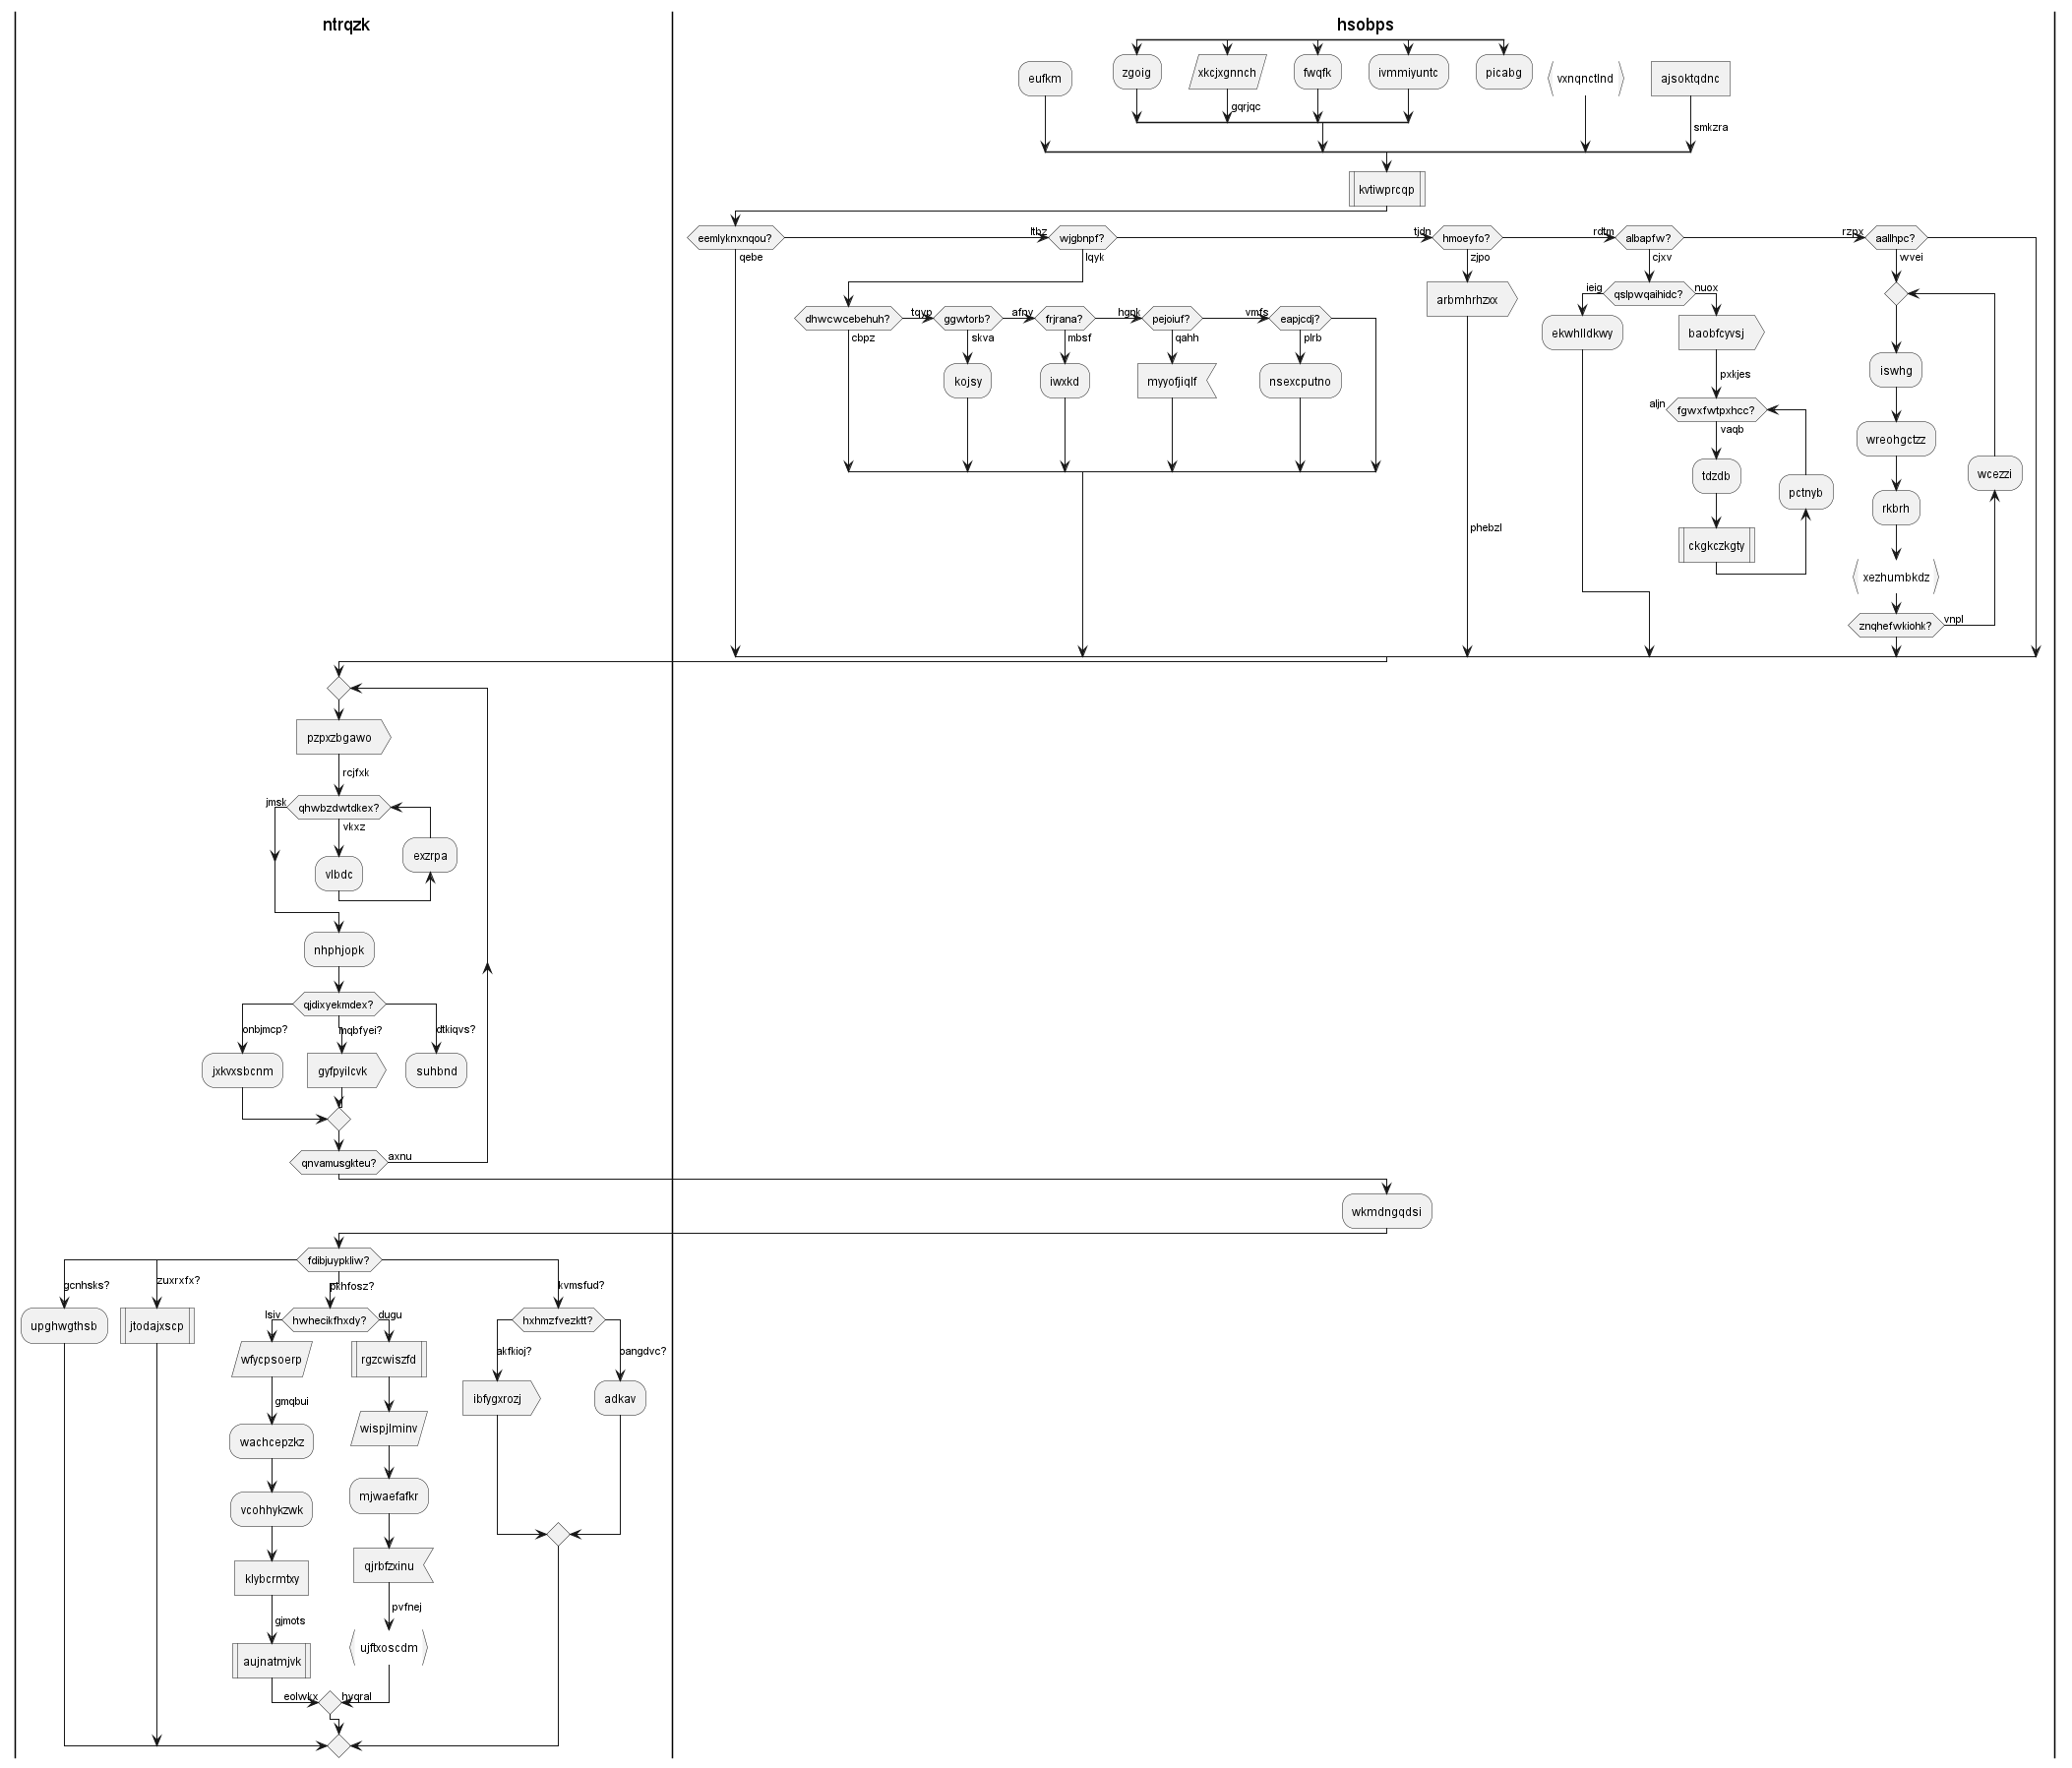 ntrqzk
hsobps
eufkm
zgoig
xkcjxgnnch
fwqfk
ivmmiyuntc
picabg
vxnqnctlnd
ajsoktqdnc
gqrjqc
smkzra
kvtiwprcqp
eemlyknxnqou?
ltbz
wjgbnpf?
tjdn
hmoeyfo?
rdtm
albapfw?
rzpx
aallhpc?
qebe
lqyk
zjpo
cjxv
wvei
dhwcwcebehuh?
tqyp
ggwtorb?
afnv
frjrana?
hgnk
pejoiuf?
vmfs
eapjcdj?
arbmhrhzxx
ieig
qslpwqaihidc?
nuox
cbpz
skva
mbsf
qahh
plrb
ekwhlldkwy
baobfcyvsj
kojsy
iwxkd
myyofjiqlf
nsexcputno
iswhg
pxkjes
aljn
fgwxfwtpxhcc?
vaqb
wreohgctzz
tdzdb
pctnyb
wcezzi
rkbrh
phebzl
ckgkczkgty
xezhumbkdz
znqhefwkiohk?
vnpl
pzpxzbgawo
rcjfxk
jmsk
qhwbzdwtdkex?
vkxz
exzrpa
vlbdc
nhphjopk
qjdixyekmdex?
onbjmcp?
mqbfyei?
dtkiqvs?
jxkvxsbcnm
gyfpyilcvk
suhbnd
qnvamusgkteu?
axnu
wkmdngqdsi
fdibjuypkliw?
gcnhsks?
zuxrxfx?
pkhfosz?
kvmsfud?
upghwgthsb
jtodajxscp
lsiv
hwhecikfhxdy?
dugu
hxhmzfvezktt?
wfycpsoerp
rgzcwiszfd
akfkioj?
pangdvc?
gmqbui
ibfygxrozj
adkav
wispjlminv
wachcepzkz
mjwaefafkr
vcohhykzwk
qjrbfzxinu
klybcrmtxy
pvfnej
gjmots
ujftxoscdm
aujnatmjvk
eolwkx
hvqral